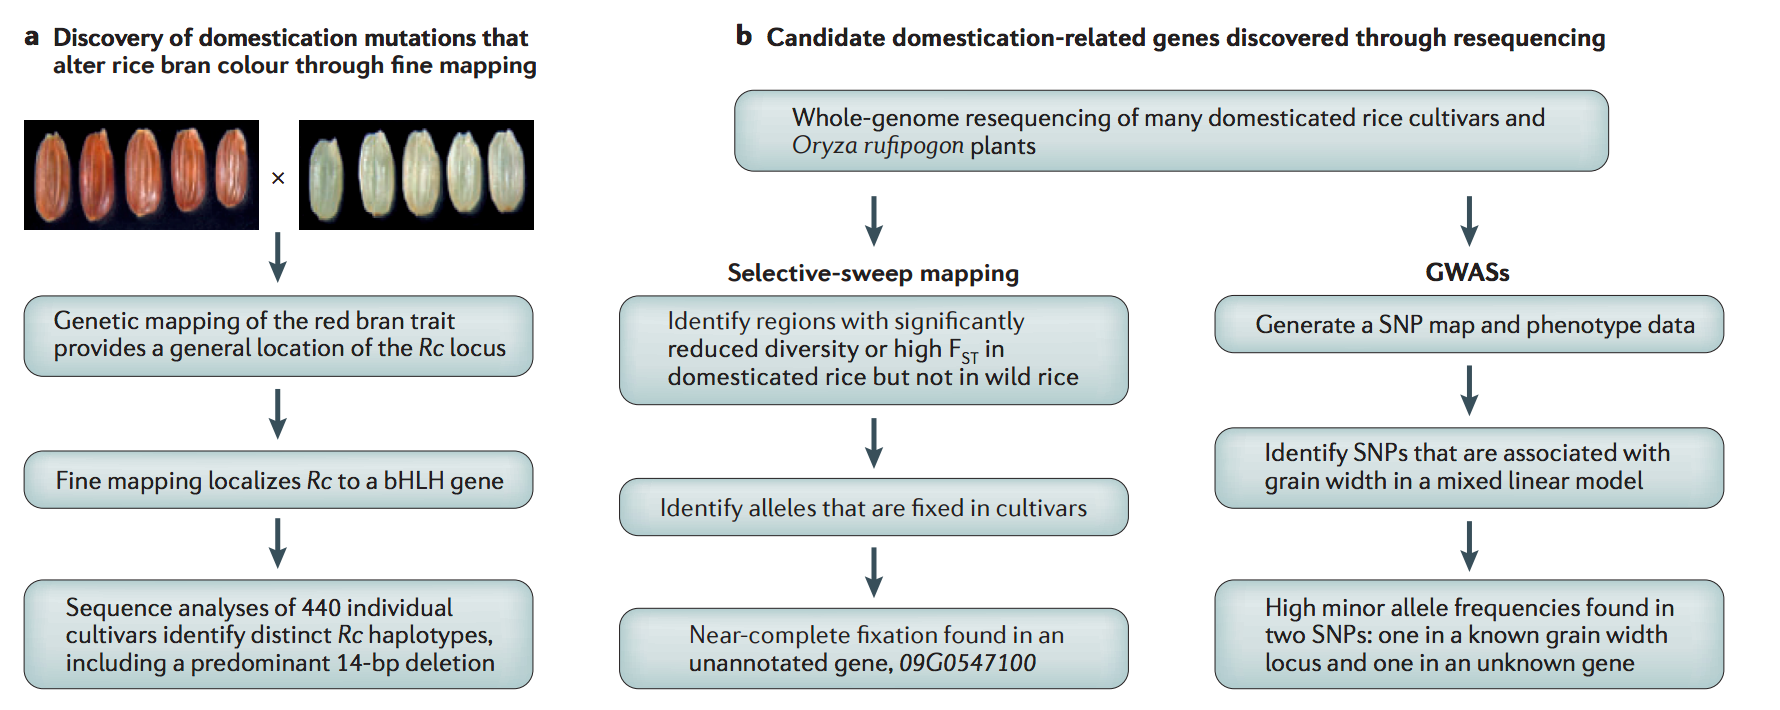 a Discovery of domestication mutations that
alter rice bran colour through fine mapping
×
Genetic mapping of the red bran trait
provides a general location of the Rc locus
Fine mapping localizes Rc to a bHLH gene
Sequence analyses of 440 individual
cultivars identify distinct Rc haplotypes,
including a predominant 14-bp deletion
b Candidate domestication-related genes discovered through resequencing
Whole-genome resequencing of many domesticated rice cultivars and
Oryza rufipogon plants
Selective-sweep mapping
Identify regions with significantly
reduced diversity or high FST in
domesticated rice but not in wild rice
Identify alleles that are fixed in cultivars
Near-complete fixation found in an
unannotated gene, 09G0547100
GWASs
Generate a SNP map and phenotype data
Identify SNPs that are associated with
grain width in a mixed linear model
High minor allele frequencies found in
two SNPs: one in a known grain width
locus and one in an unknown gene